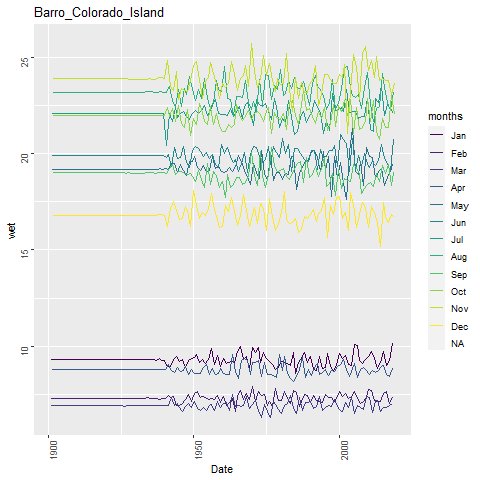 Barro_Colorado_Island
25
20
15
10
wet
1900
1950
2000
Date
months
Jan
Feb
Mar
Apr
May
Jun
Jul
Aug
Sep
Oct
Nov
Dec
NA